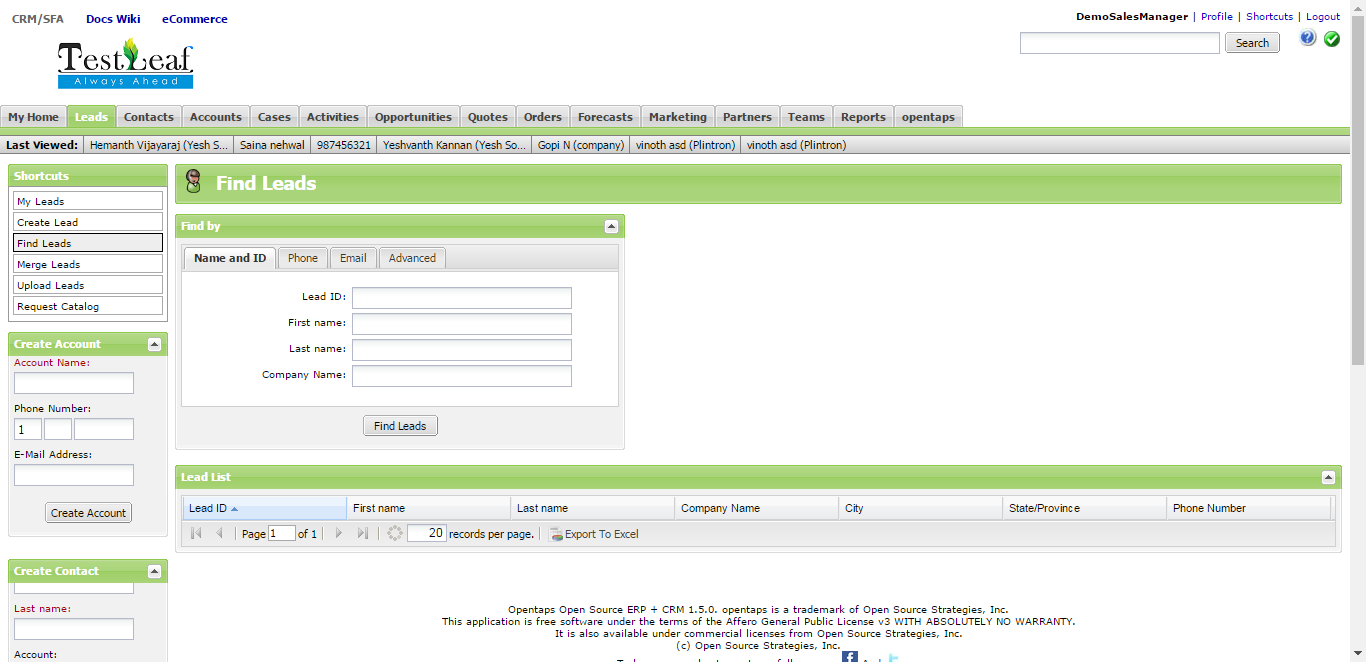 CRM/SFA Docs Wiki eCommerce
DemoSalesManager | Profile | Shortcuts | Logout
Search
TestLeaf
Always Ahead
My Home Leads Contacts Accounts Cases Activities Opportunities Quotes Orders Forecasts Marketing Partners Teams Reports opentaps
Last Viewed: Hemanth Vijayaraj (Yesh S... Saina nehwal 987456321 Yeshvanth Kannan (Yesh So... Gopi N (company) vinoth asd (Plintron) vinoth asd (Plintron)
Shortcuts
My Leads
Create Lead
Find Leads
Merge Leads
Upload Leads
Request Catalog
Create Account
Account Name:
Phone Number:
1
E-Mail Address:
Create Account
Create Contact
Last name:
Account:
Find Leads
Find by
Name and ID Phone Email Advanced
Lead ID:
First name:
Last name:
Company Name:
Find Leads
Lead List
Lead ID First name Last name Company Name City State/Province Phone Number
Page 1 of 1 20 records per page. Export To Excel
Opentaps Open Source ERP + CRM 1.5.0. opentaps is a trademark of Open Source Strategies, Inc.
This application is free software under the terms of the Affero General Public License v3 WITH ABSOLUTELY NO WARRANTY.
It is also available under commercial licenses from Open Source Strategies, Inc.
(c) Open Source Strategies, Inc.